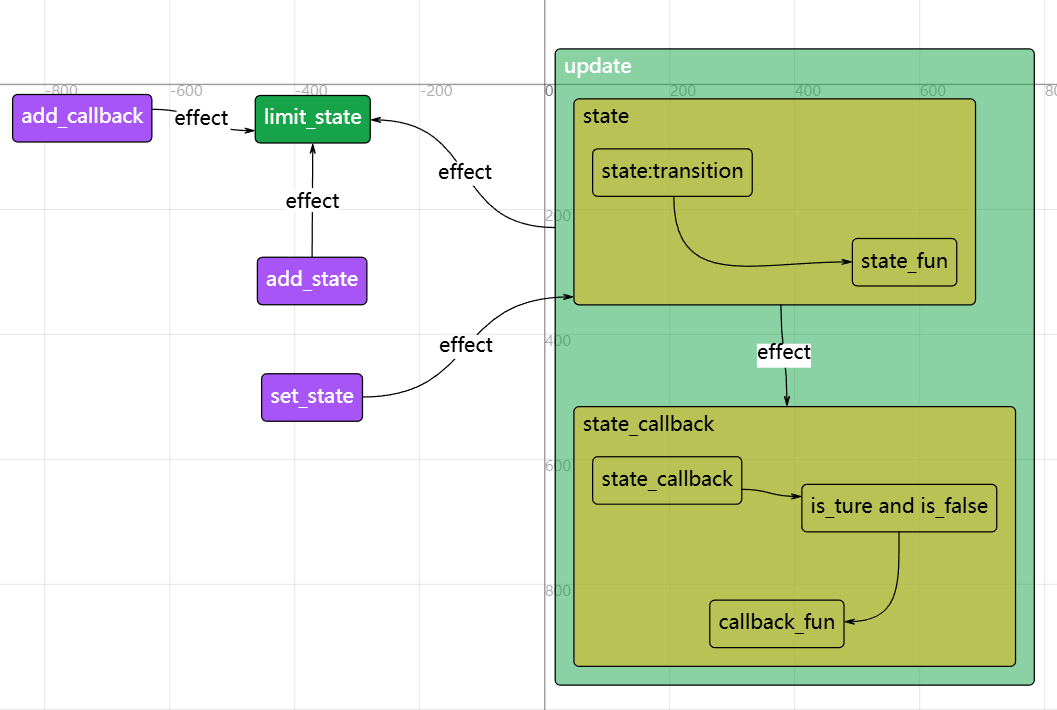 update
-800
-600
-400
-200
0
200
400
600
80
add_callback
effect
limit_state
state
effect
state:transition
effect
200
add_state
state_fun
effect
400
effect
set_state
state_callback
600
state_callback
is_ture and is_false
800
callback_fun